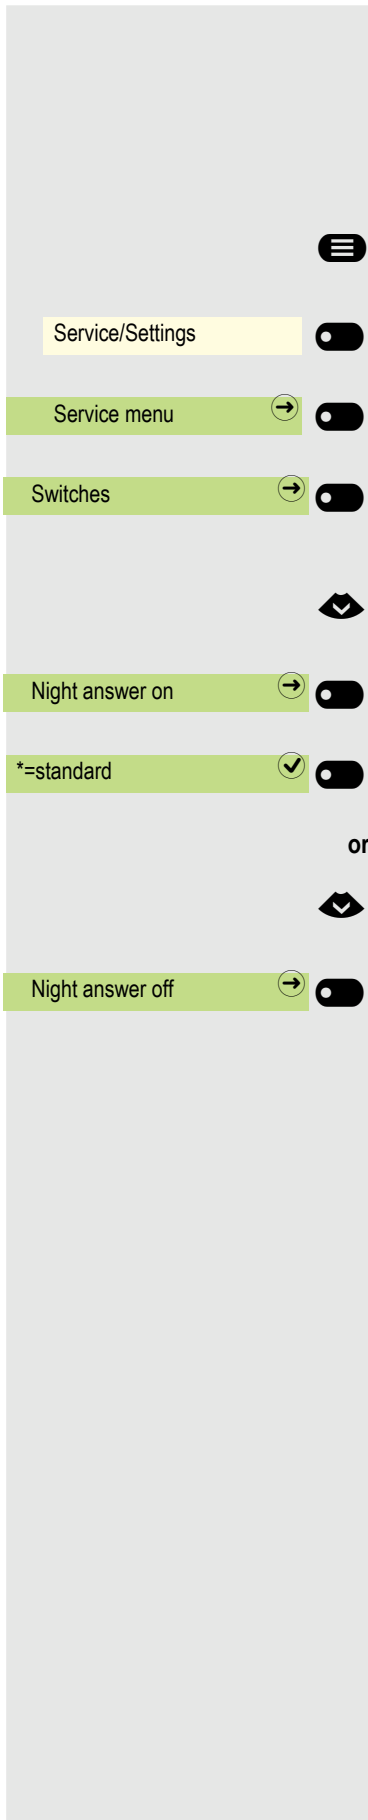 Service/Settings
Service menu
Switches
Night answer on
*=standard
or
Night answer off